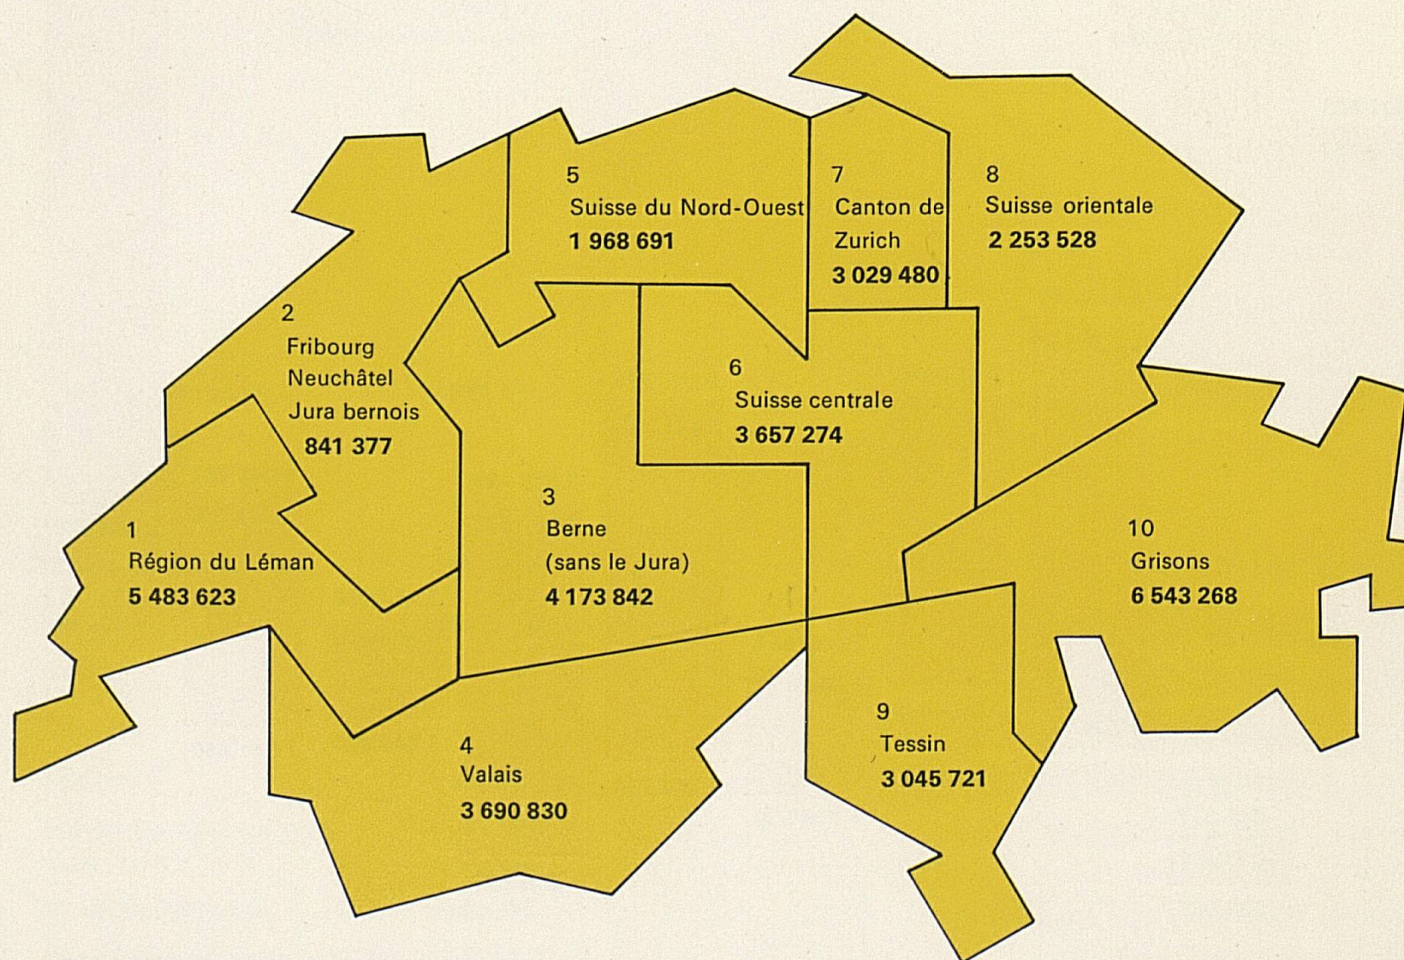 1
Région du Léman
5 483 623
2
Fribourg
Neuchâtel
Jura bernois
841 377
3
Berne
(sans le Jura)
4 173 842
4
Valais
3 690 830
5
Suisse du Nord-Ouest
1 968 691
6
Suisse centrale
3 657 274
7
Canton de
Zurich
3 029 480
8
Suisse orientale
2 253 528
9
Tessin
3 045 721
10
Grisons
6 543 268